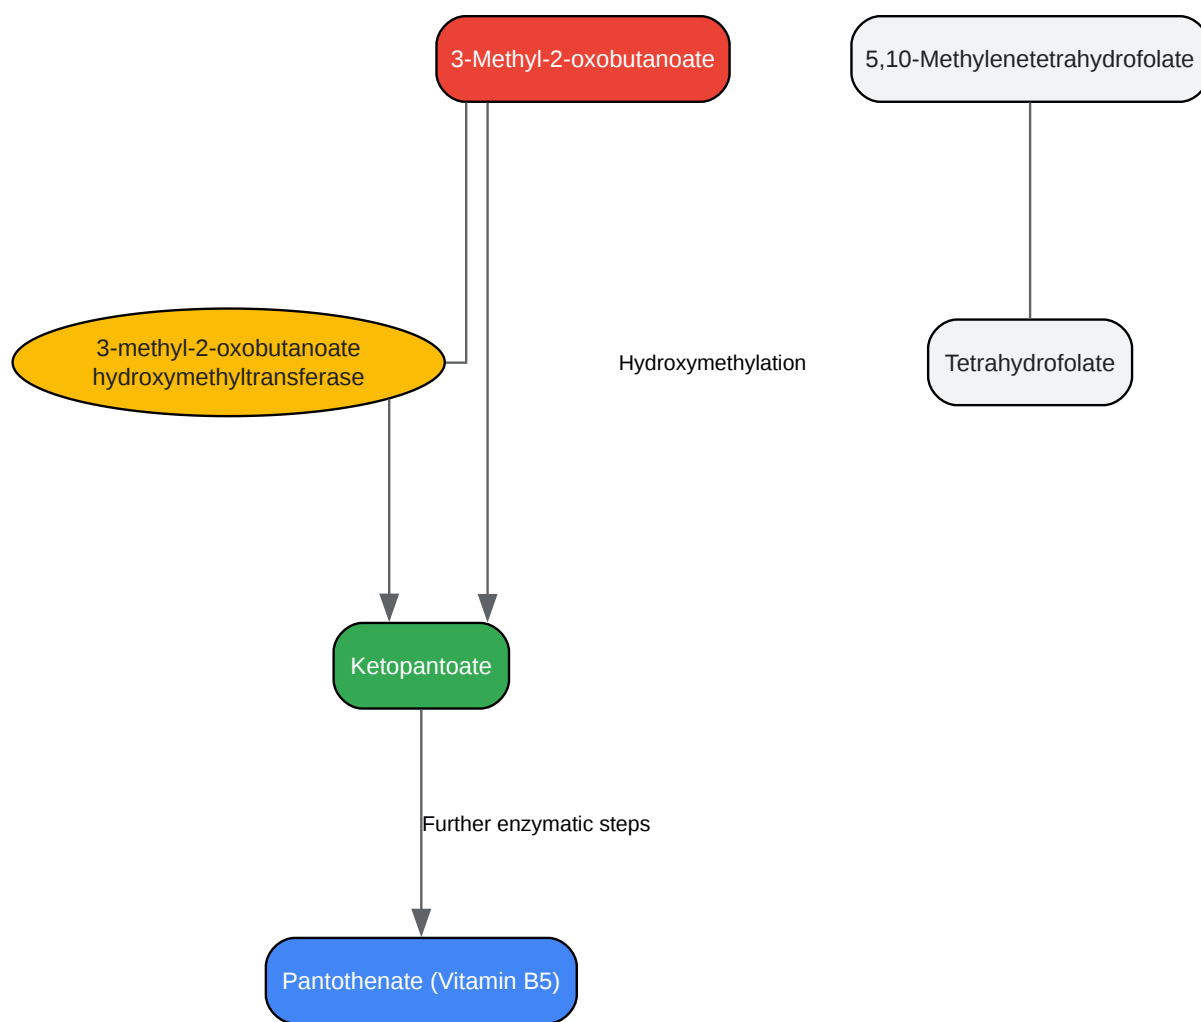 3-Methyl-2-oxobutanoate
5,10-Methylenetetrahydrofolate
3-methyl-2-oxobutanoate
hydroxymethyltransferase
Hydroxymethylation
Tetrahydrofolate
Ketopantoate
Further enzymatic steps
Pantothenate (Vitamin B5)